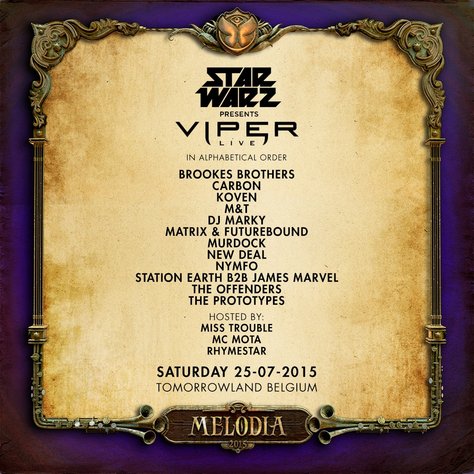 STAR
WARZ
PRESENTS
VIPER
LIVE
IN ALPHABETICAL ORDER
BROOKES BROTHERS
CARBON
KOVEN
M&T
DJ MARKY
MATRIX & FUTUREBOUND
MURDOCK
NEW DEAL
NYMFO
STATION EARTH B2B JAMES MARVEL
THE OFFENDERS
THE PROTOTYPES
HOSTED BY:
MISS TROUBLE
MC MOTA
RHYMESTAR
SATURDAY 25-07-2015
TOMORROWLAND BELGIUM
MELODIA
2015